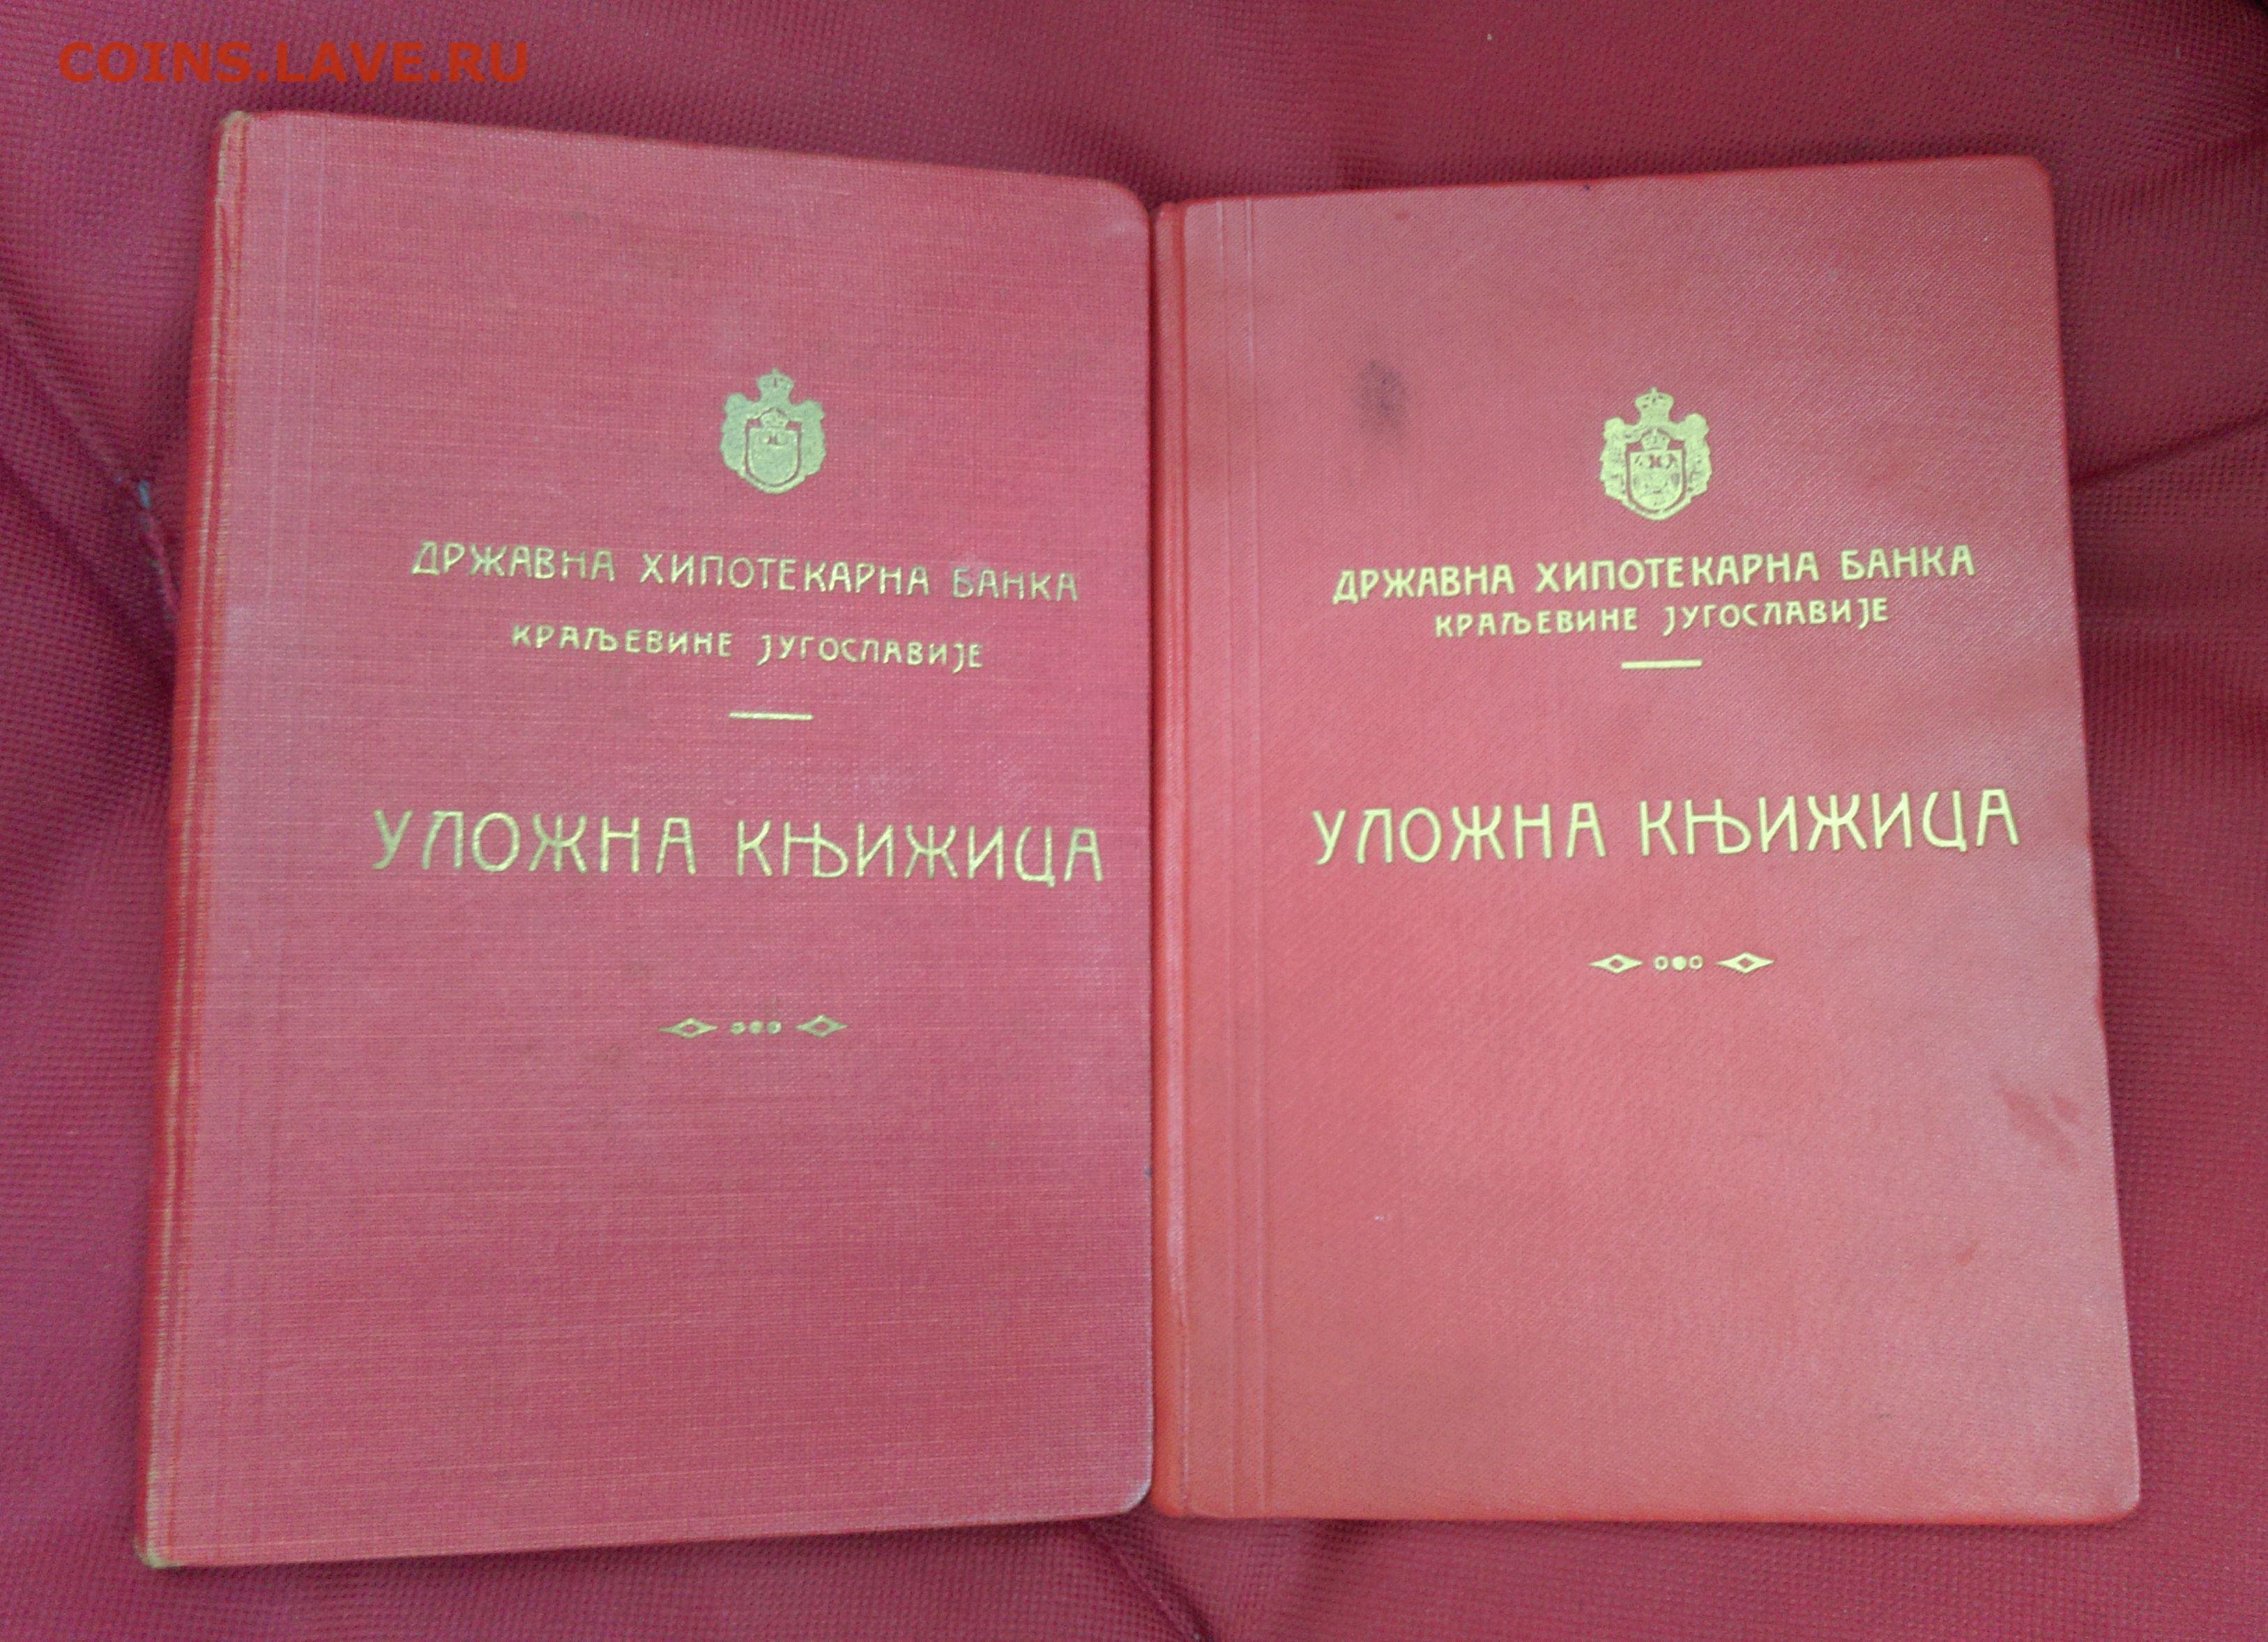 COINS.LAVE.RU
ДРЖАВНА ХИПОТЕКАРНА БАНКА
КРАЉЕВИНЕ ЈУГОСЛАВИЈЕ
УЛОЖНА КЊИЖИЦА
ДРЖАВНА ХИПОТЕКАРНА БАНКА
КРАЉЕВИНЕ ЈУГОСЛАВИЈЕ
УЛОЖНА КЊИЖИЦА